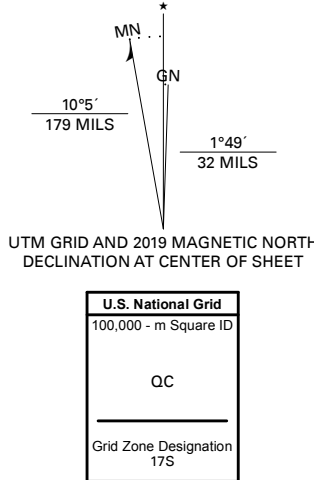 ★
MN
GN
10°5´
179 MILS
1°49´
32 MILS
UTM GRID AND 2019 MAGNETIC NORTH
DECLINATION AT CENTER OF SHEET
U.S. National Grid
100,000 - m Square ID
QC
Grid Zone Designation
17S